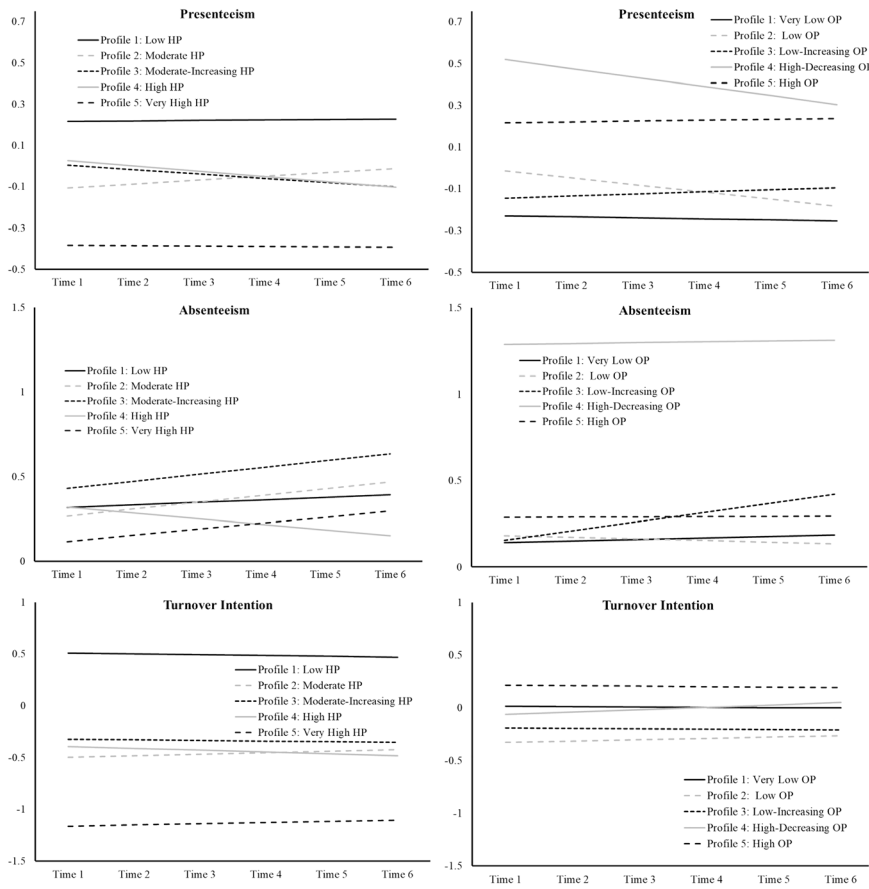 Presenteeism
0.7
0.5
0.3
0.1
-0.1
-0.3
-0.5
Profile 1: Low HP
Profile 2: Moderate HP
Profile 3: Moderate-Increasing HP
Profile 4: High HP
Profile 5: Very High HP
Time 1 Time 2 Time 3 Time 4 Time 5 Time 6
Presenteeism
0.7
0.5
0.3
0.1
-0.1
-0.3
-0.5
Profile 1: Very Low OP
Profile 2: Low OP
Profile 3: Low-Increasing OP
Profile 4: High-Decreasing OP
Profile 5: High OP
Time 1 Time 2 Time 3 Time 4 Time 5 Time 6
Absenteeism
1.5
1
0.5
0
Profile 1: Low HP
Profile 2: Moderate HP
Profile 3: Moderate-Increasing HP
Profile 4: High HP
Profile 5: Very High HP
Time 1 Time 2 Time 3 Time 4 Time 5 Time 6
Absenteeism
1.5
1
0.5
0
Profile 1: Very Low OP
Profile 2: Low OP
Profile 3: Low-Increasing OP
Profile 4: High-Decreasing OP
Profile 5: High OP
Time 1 Time 2 Time 3 Time 4 Time 5 Time 6
Turnover Intention
1
0.5
0
-0.5
-1
-1.5
Profile 1: Low HP
Profile 2: Moderate HP
Profile 3: Moderate-Increasing HP
Profile 4: High HP
Profile 5: Very High HP
Time 1 Time 2 Time 3 Time 4 Time 5 Time 6
Turnover Intention
1
0.5
0
-0.5
-1
-1.5
Profile 1: Very Low OP
Profile 2: Low OP
Profile 3: Low-Increasing OP
Profile 4: High-Decreasing OP
Profile 5: High OP
Time 1 Time 2 Time 3 Time 4 Time 5 Time 6